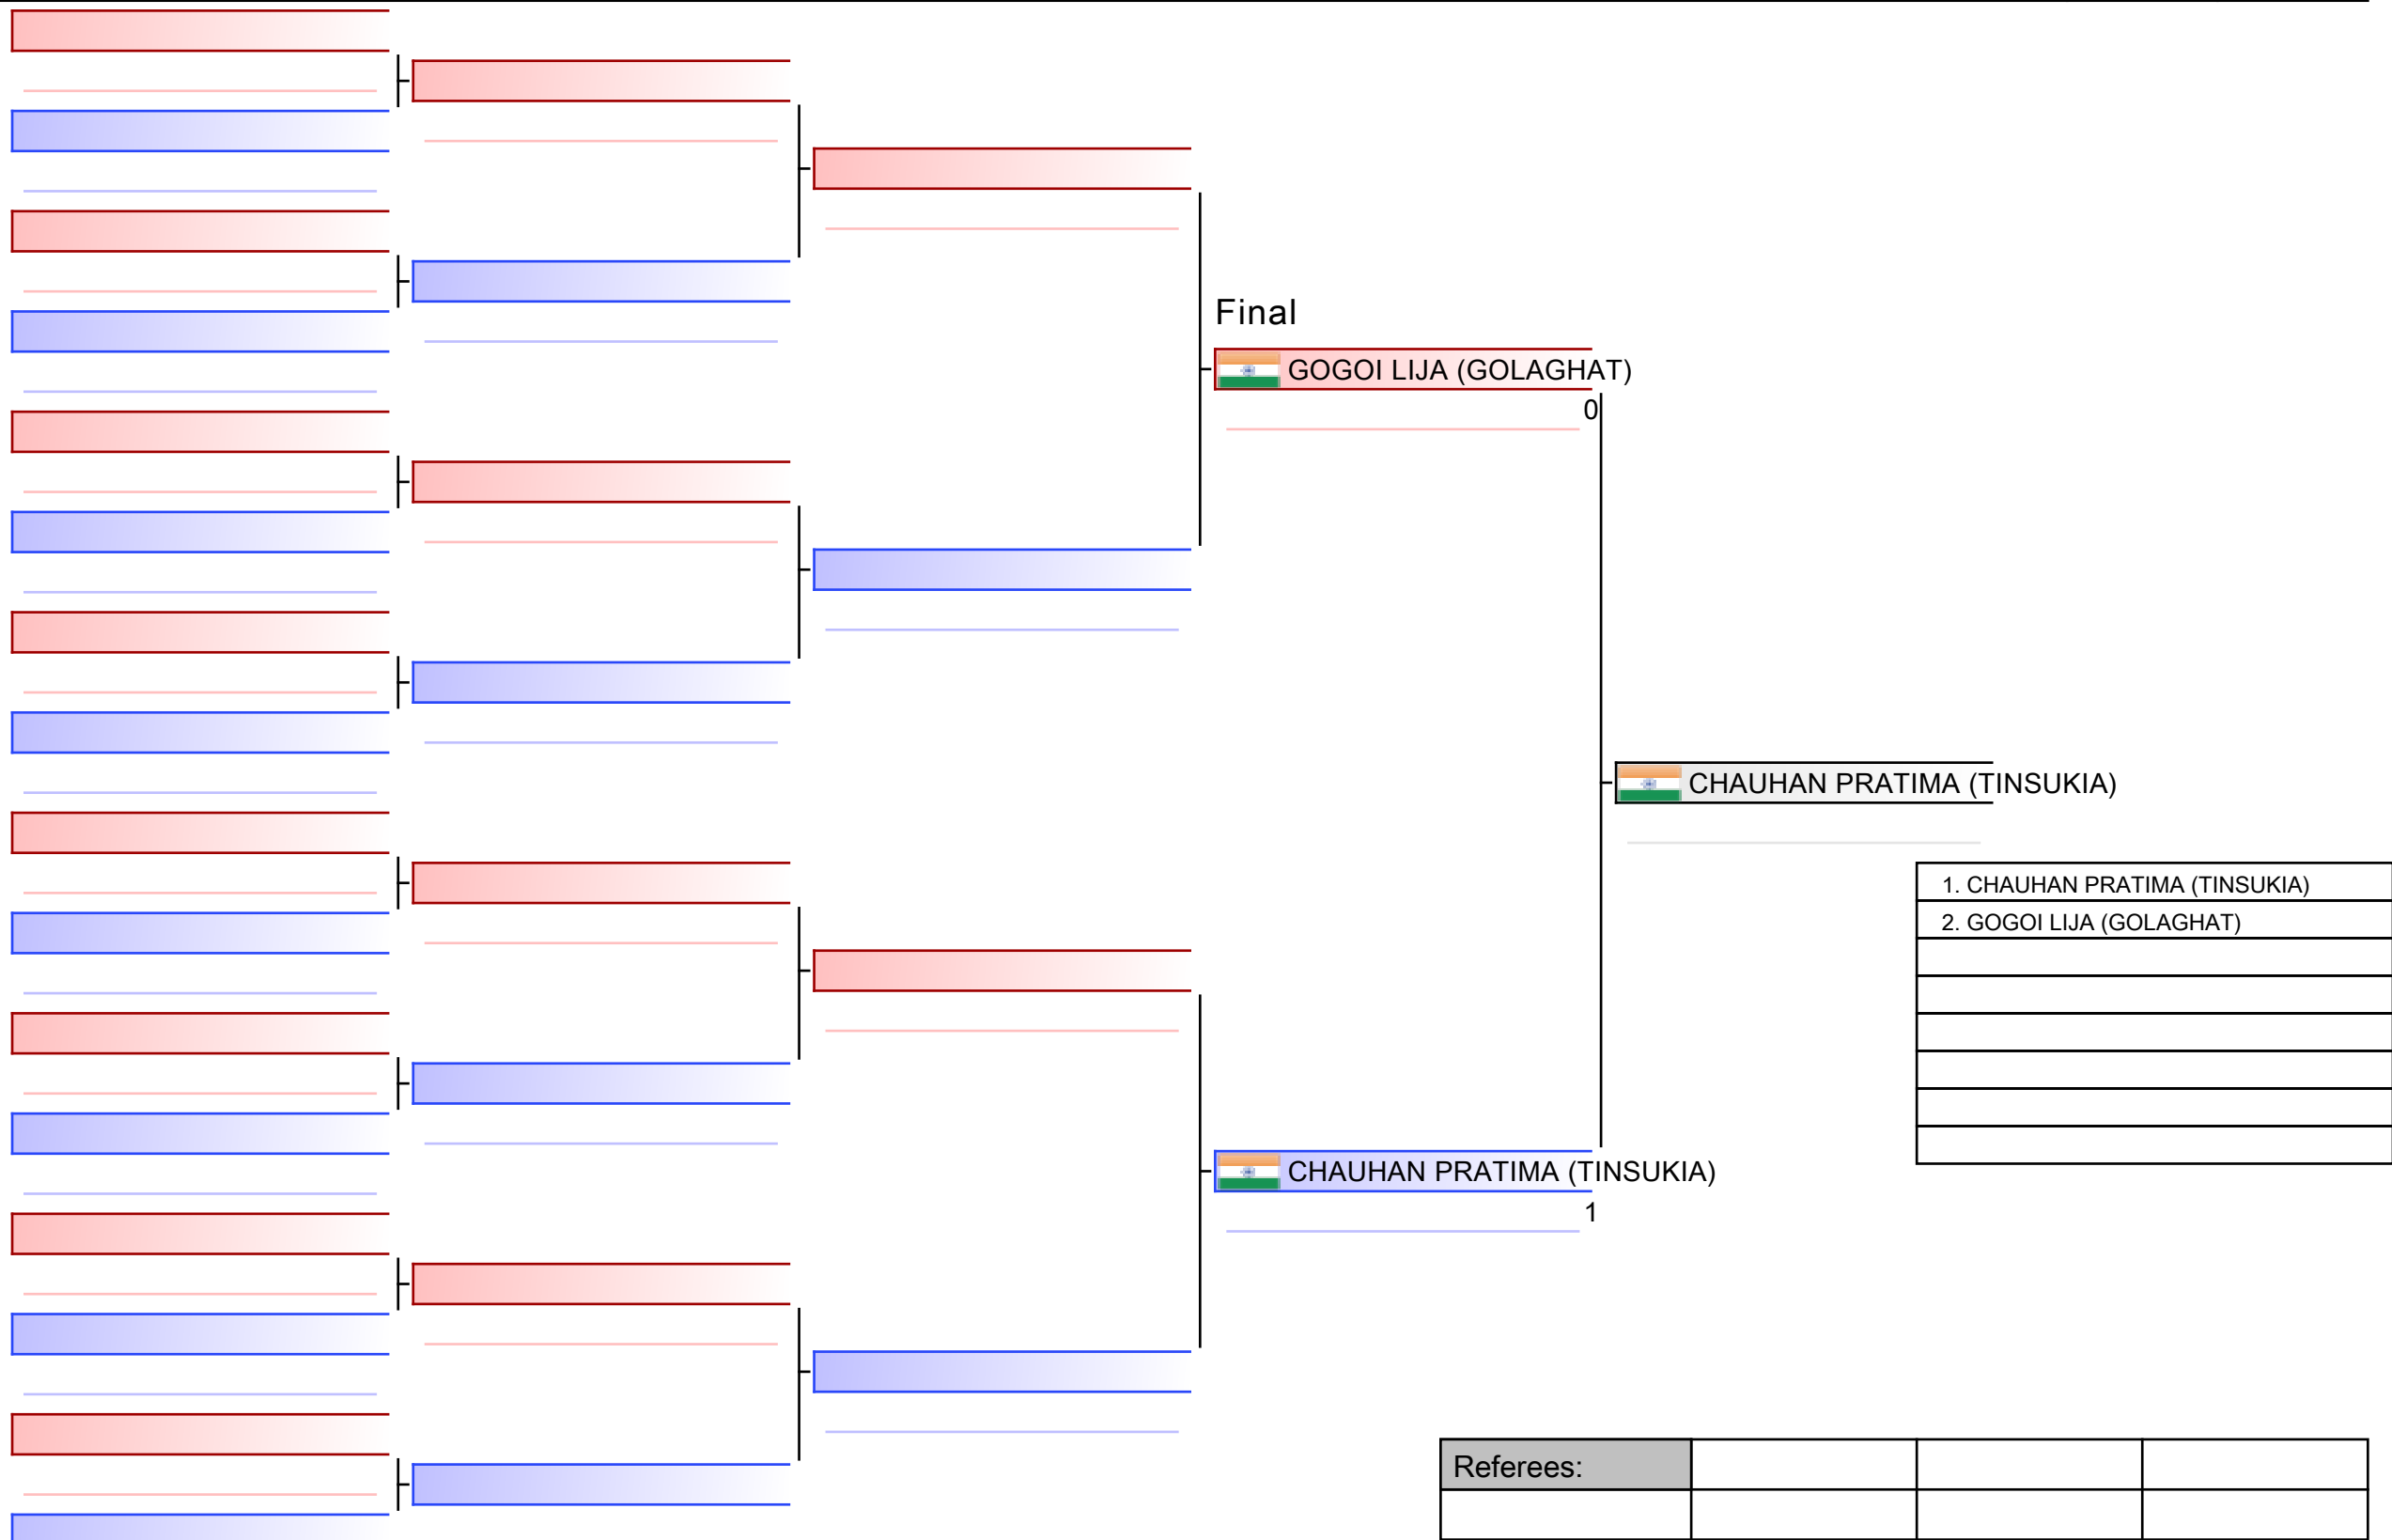 Final
GOGOI LIJA (GOLAGHAT)
0
CHAUHAN PRATIMA (TINSUKIA)
1. CHAUHAN PRATIMA (TINSUKIA)
2. GOGOI LIJA (GOLAGHAT)
CHAUHAN PRATIMA (TINSUKIA)
1
Referees: